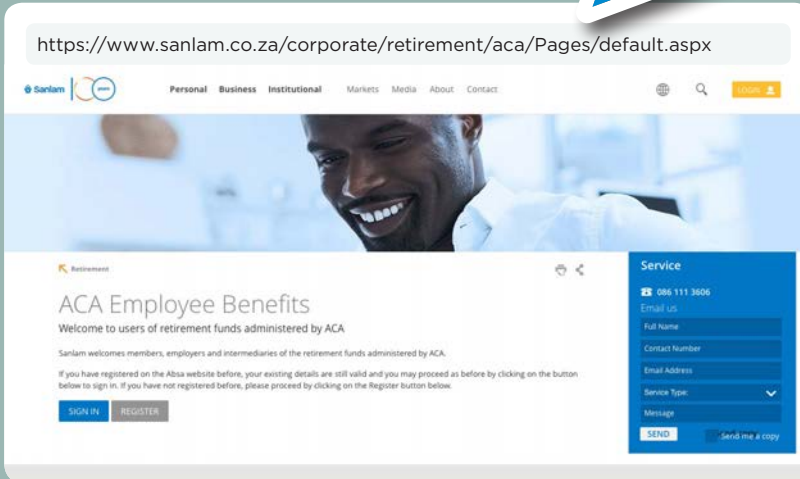 https://www.sanlam.co.za/corporate/retirement/aca/Pages/default.aspx
Sanlam 100 years Personal Business Institutional Markets Media About Contact LOGIN
Retirement
ACA Employee Benefits
Welcome to users of retirement funds administered by ACA
Sanlam welcomes members, employers and intermediaries of the retirement funds administered by ACA.
If you have registered on the Absa website before, your existing details are still valid and you may proceed as before by clicking on the button
below to sign in. If you have not registered before, please proceed by clicking on the Register button below.
SIGN IN REGISTER
Service
086 111 3606
Email us
Full Name
Contact Number
Email Address
Service Type:
Message
SEND Send me a copy